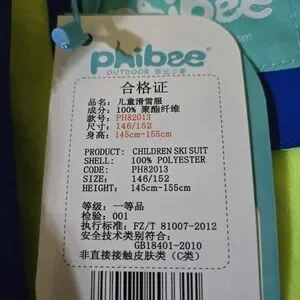 phibee
OUTDOOR 菲比小象
合格证
品名: 儿童滑雪服
成分: 100% 聚酯纤维
款号: PH82013
尺寸: 146/152
身高: 145cm-155cm
PRODUCT: CHILDREN SKI SUIT
SHELL: 100% POLYESTER
CODE: PH82013
SIZE: 146/152
HEIGHT: 145cm-155cm
等级: 一等品
检验: 001
执行标准: FZ/T 81007-2012
安全技术类别符合:
GB18401-2010
非直接接触皮肤类 (C类)